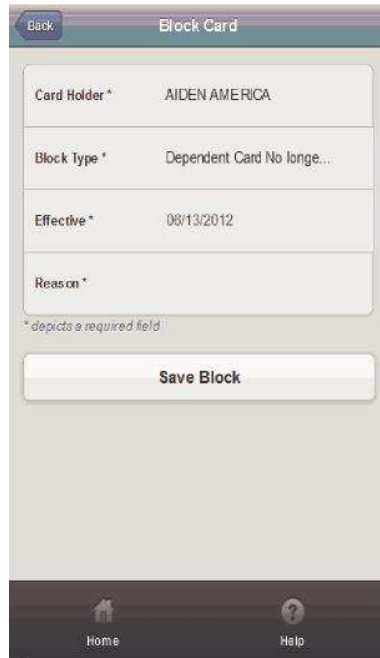 Back Block Card
Card Holder * AIDEN AMERICA
Block Type * Dependent Card No longe...
Effective * 08/13/2012
Reason *
* depicts a required field
Save Block
Home Help